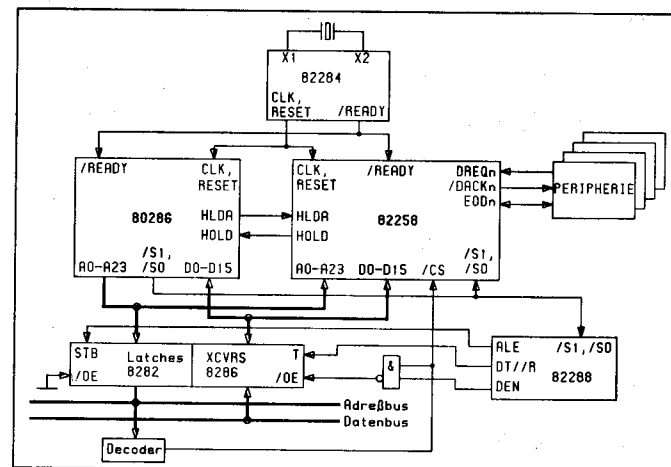 X1 X2
82284
CLK,
RESET /READY
/READY CLK,
RESET
80286
HLDA
HOLD
/S1,
A0-A23 /S0 D0-D15
CLK, /READY DREQn
RESET /DACKn
EODn
HLDA 82258
HOLD
/S1,
A0-A23 D0-D15 /CS /S0
PERIPHERIE
STB Latches
/OE 8282
XCVRS T
8286 /OE
&
ALE /S1,/S0
DT//R
82288
DEN
Adreßbus
Datenbus
Decoder